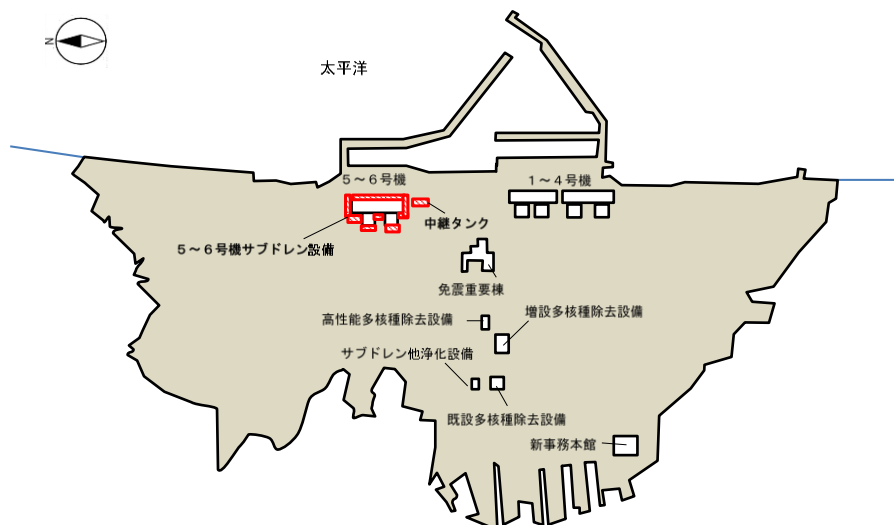 N
太平洋
5～6号機
1～4号機
中継タンク
5～6号機サブドレン設備
免震重要棟
増設多核種除去設備
高性能多核種除去設備
サブドレン他浄化設備
既設多核種除去設備
新事務本館